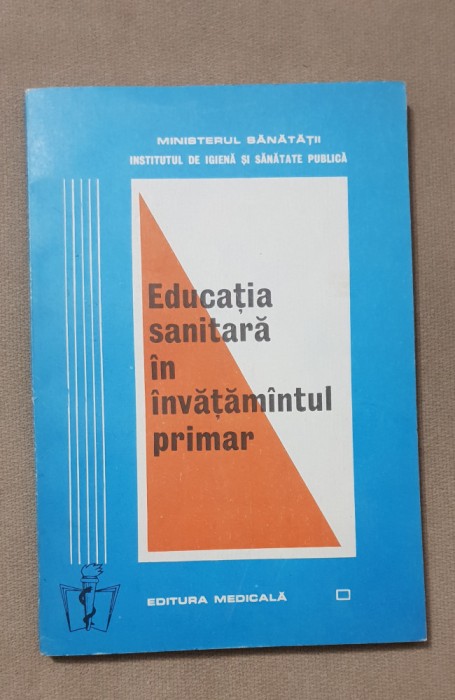 MINISTERUL SĂNĂTĂȚII
INSTITUTUL DE IGIENĂ ȘI SĂNĂTATE PUBLICĂ
Educația
sanitară
în
învățămîntul
primar
EDITURA MEDICALĂ